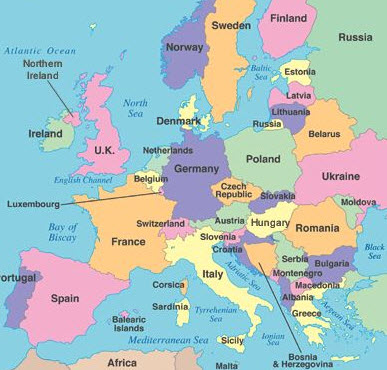 Finland
Sweden
Norway
Russia
Atlantic Ocean
Northern
Ireland
Baltic
Sea
Estonia
North
Sea
Latvia
Lithuania
Denmark
Russia
Belarus
Ireland
U.K.
Netherlands
Poland
English Channel
Belgium
Germany
Ukraine
Luxembourg
Czech
Republic
Slovakia
Moldova
Bay of
Biscay
France
Switzerland
Austria
Hungary
Romania
Slovenia
Croatia
Black
Sea
Portugal
Spain
Corsica
Italy
Adriatic Sea
Serbia
Bulgaria
Montenegro
Macedonia
Albania
Sardinia
Balearic
Islands
Tyrrehenian
Sea
Greece
Aegean Sea
Mediterranean Sea
Sicily
Ionian
Sea
Africa
Malta
Bosnia
& Herzegovina